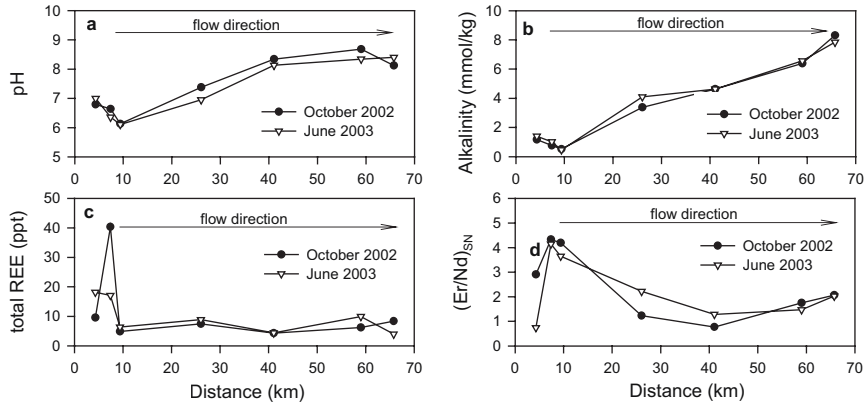 a
flow direction
pH
10
9
8
7
6
5
October 2002
June 2003
0 10 20 30 40 50 60 70
b
flow direction
Alkalinity (mmol/kg)
10
8
6
4
2
0
October 2002
June 2003
0 10 20 30 40 50 60 70
c
flow direction
total REE (ppt)
50
40
30
20
10
0
October 2002
June 2003
0 10 20 30 40 50 60 70
Distance (km)
d
flow direction
(Er/Nd)SN
6
5
4
3
2
1
0
October 2002
June 2003
0 10 20 30 40 50 60 70
Distance (km)